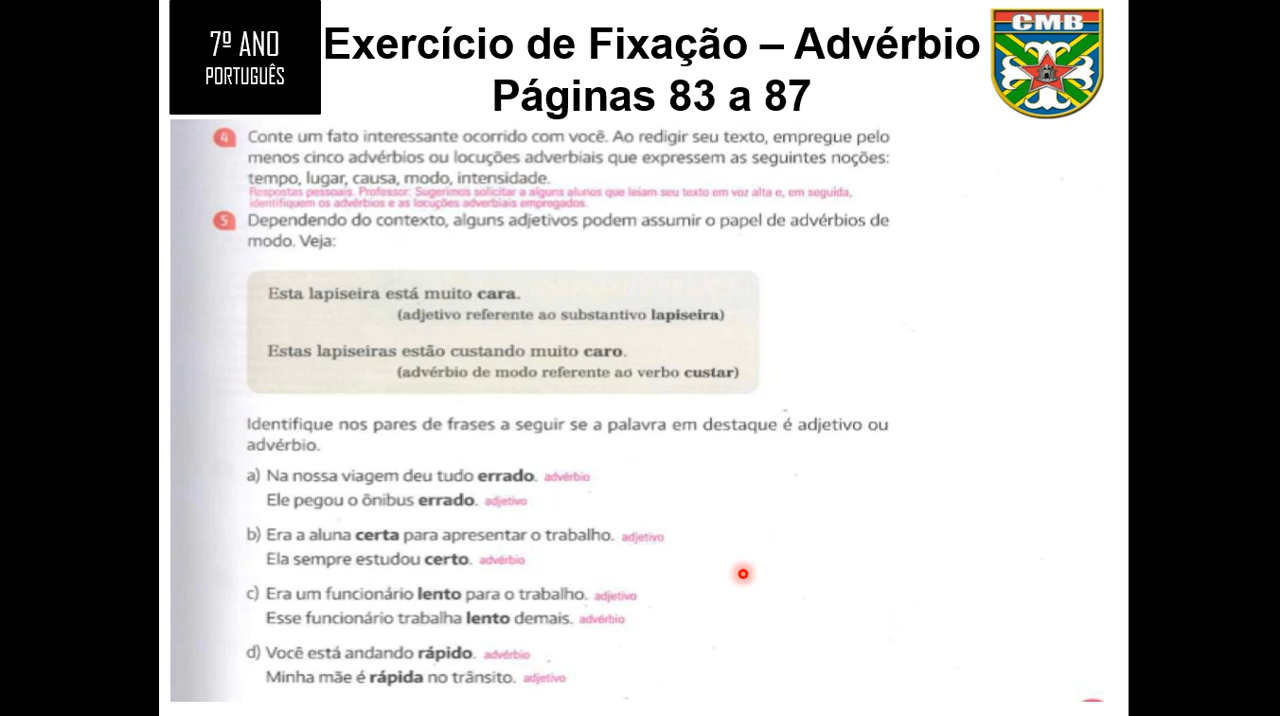 7º ANO
PORTUGUÊS
Exercício de Fixação – Advérbio
Páginas 83 a 87
CMB
4 Conte um fato interessante ocorrido com você. Ao redigir seu texto, empregue pelo
menos cinco advérbios ou locuções adverbiais que expressem as seguintes noções:
tempo, lugar, causa, modo, intensidade.
Respostas pessoais. Professor: Sugerimos solicitar a alguns alunos que leiam seu texto em voz alta e, em seguida,
identifiquem os advérbios e as locuções adverbiais empregados.
5 Dependendo do contexto, alguns adjetivos podem assumir o papel de advérbios de
modo. Veja:
Esta lapiseira está muito cara.
(adjetivo referente ao substantivo lapiseira)
Estas lapiseiras estão custando muito caro.
(advérbio de modo referente ao verbo custar)
Identifique nos pares de frases a seguir se a palavra em destaque é adjetivo ou
advérbio.
a) Na nossa viagem deu tudo errado. advérbio
Ele pegou o ônibus errado. adjetivo
b) Era a aluna certa para apresentar o trabalho. adjetivo
Ela sempre estudou certo. advérbio
c) Era um funcionário lento para o trabalho. adjetivo
Esse funcionário trabalha lento demais. advérbio
d) Você está andando rápido. advérbio
Minha mãe é rápida no trânsito. adjetivo